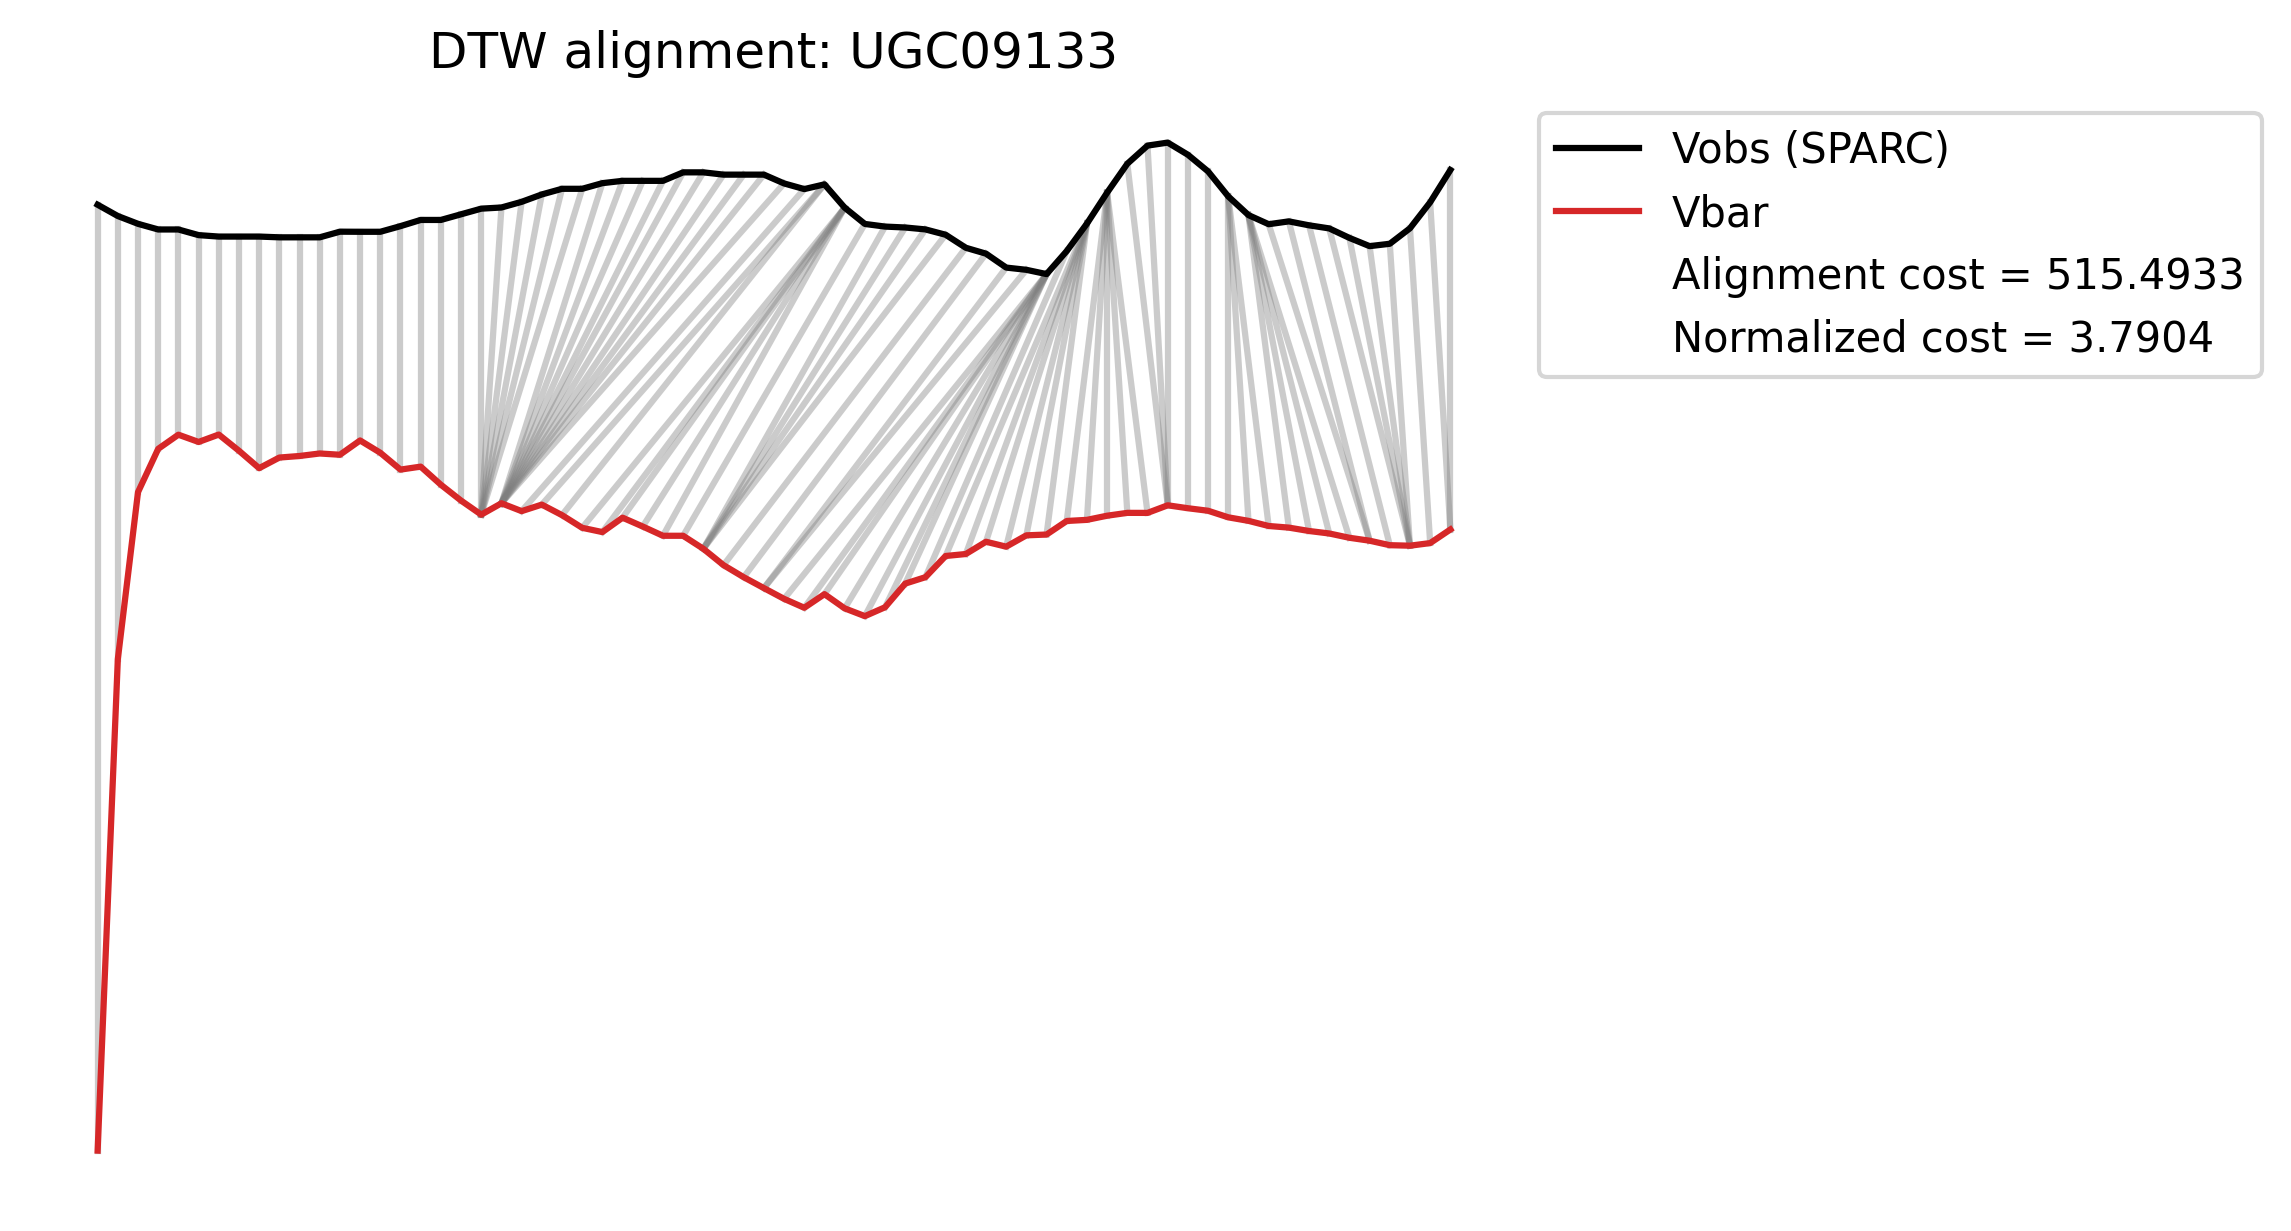 DTW alignment: UGC09133
Vobs (SPARC)
Vbar
Alignment cost = 515.4933
Normalized cost = 3.7904